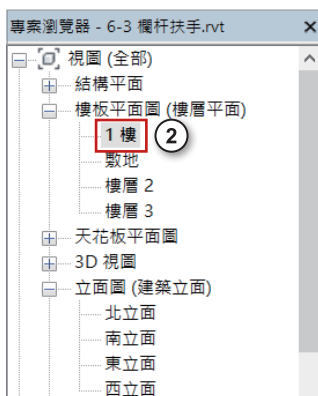 專案瀏覽器 - 6-3 欄杆扶手.rvt
視圖 (全部)
結構平面
樓板平面圖 (樓層平面)
1 樓 2
敷地
樓層 2
樓層 3
天花板平面圖
3D 視圖
立面圖 (建築立面)
北立面
南立面
東立面
西立面